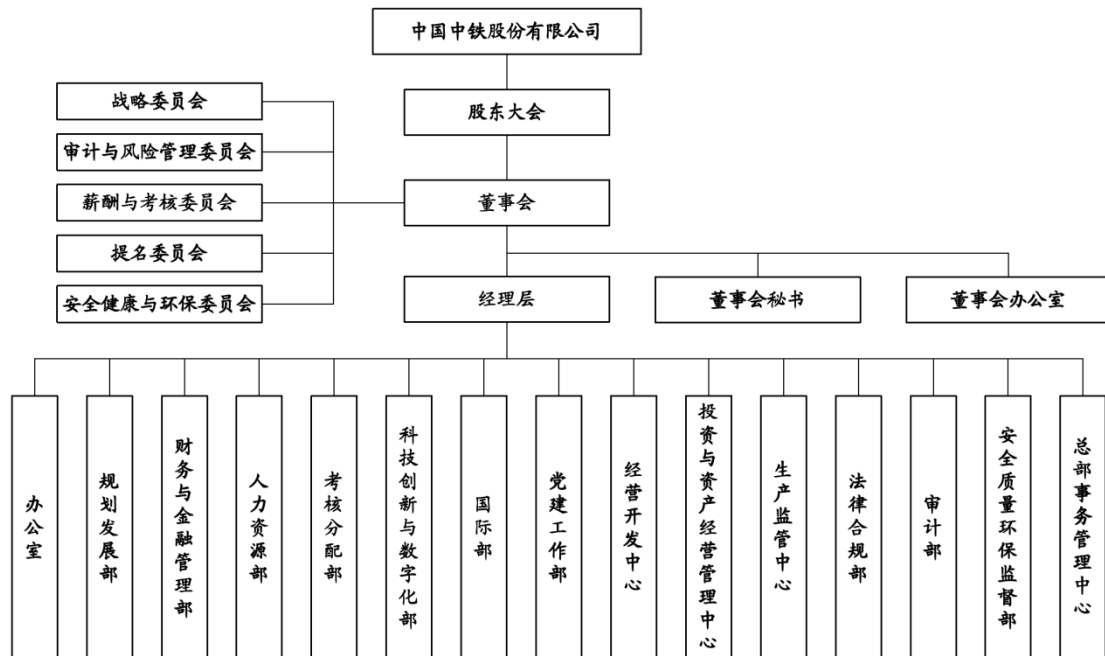 中国中铁股份有限公司
战略委员会
股东大会
审计与风险管理委员会
薪酬与考核委员会
董事会
提名委员会
安全健康与环保委员会
经理层
董事会秘书
董事会办公室
办公室
规划发展部
财务与金融管理部
人力资源部
考核分配部
科技创新与数字化部
国际部
党建工作部
经营开发中心
投资与资产经营管理中心
生产监管中心
法律合规部
审计部
安全质量环保监督部
总部事务管理中心